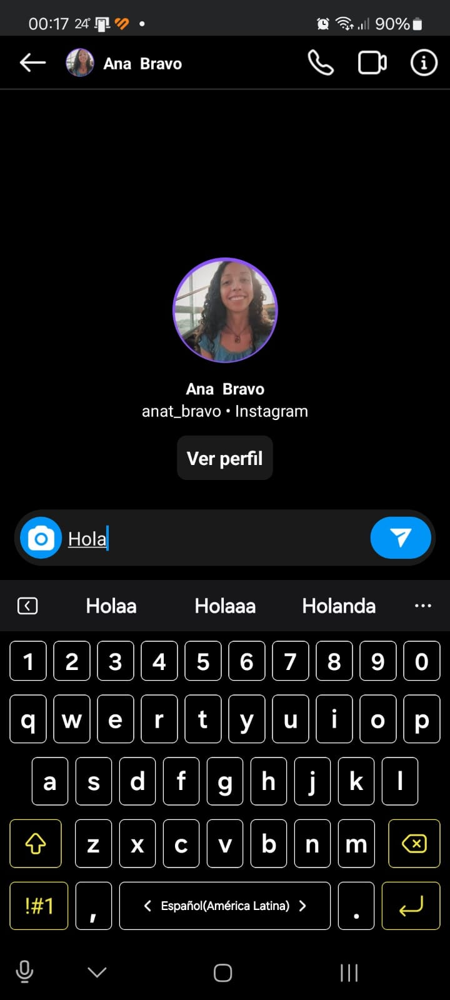 00:17 24° 90%
Ana Bravo
Ana Bravo
anat_bravo • Instagram
Ver perfil
Hola
Holaa Holaaa Holanda ...
1 2 3 4 5 6 7 8 9 0
q w e r t y u i o p
a s d f g h j k l
z x c v b n m
!#1 , < Español(América Latina) > .